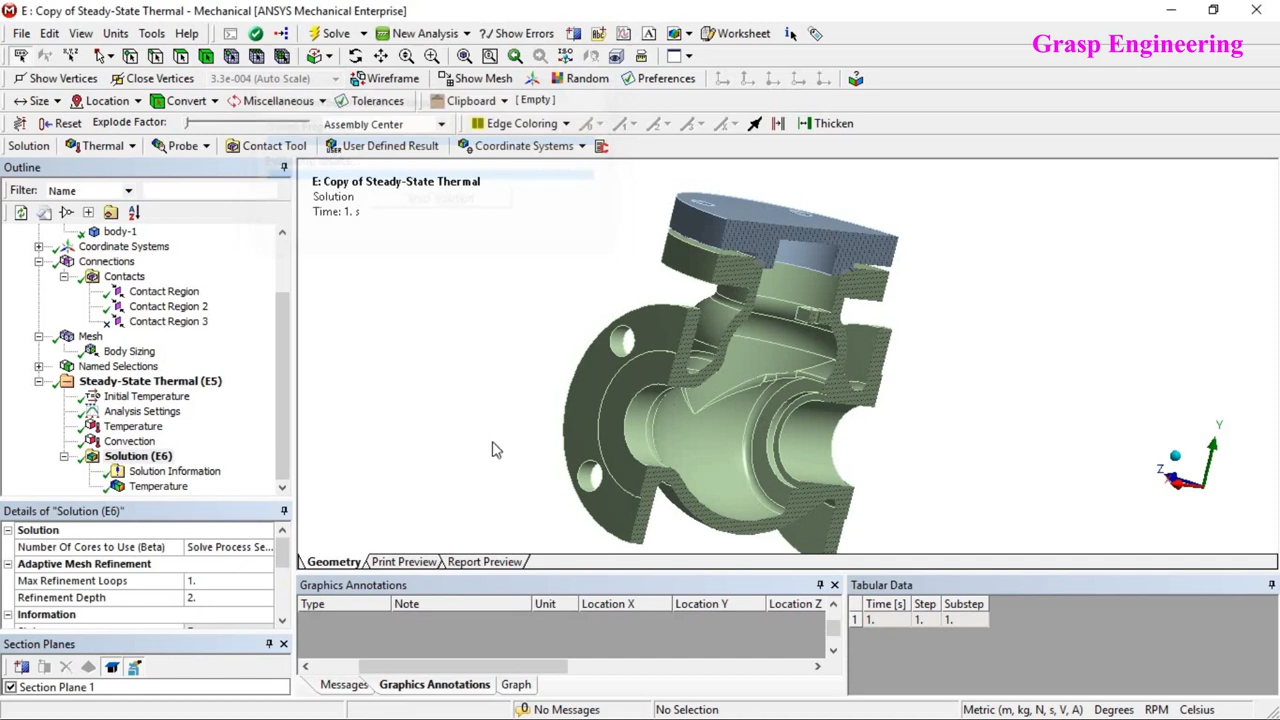 E : Copy of Steady-State Thermal - Mechanical [ANSYS Mechanical Enterprise]
File Edit View Units Tools Help Solve New Analysis ? Show Errors Worksheet
Grasp Engineering
Show Vertices Close Vertices 3.3e-004 (Auto Scale) Wireframe Show Mesh Random Preferences
Size Location Convert Miscellaneous Tolerances Clipboard [ Empty ]
Reset Explode Factor: Assembly Center Edge Coloring Thicken
Solution Thermal Probe Contact Tool User Defined Result Coordinate Systems
Outline
Filter: Name
body-1
Coordinate Systems
Connections
Contacts
Contact Region
Contact Region 2
Contact Region 3
Mesh
Body Sizing
Named Selections
Steady-State Thermal (E5)
Initial Temperature
Analysis Settings
Temperature
Convection
Solution (E6)
Solution Information
Temperature
E: Copy of Steady-State Thermal
Solution
Time: 1. s
Y
Z
Details of "Solution (E6)"
Solution
Number Of Cores to Use (Beta) Solve Process Se...
Adaptive Mesh Refinement
Max Refinement Loops 1.
Refinement Depth 2.
Information
Section Planes
Section Plane 1
Geometry Print Preview Report Preview
Graphics Annotations
Type Note Unit Location X Location Y Location Z
Messages Graphics Annotations Graph
Tabular Data
Time [s] Step Substep
1 1. 1. 1.
0 No Messages No Selection Metric (m, kg, N, s, V, A) Degrees RPM Celsius